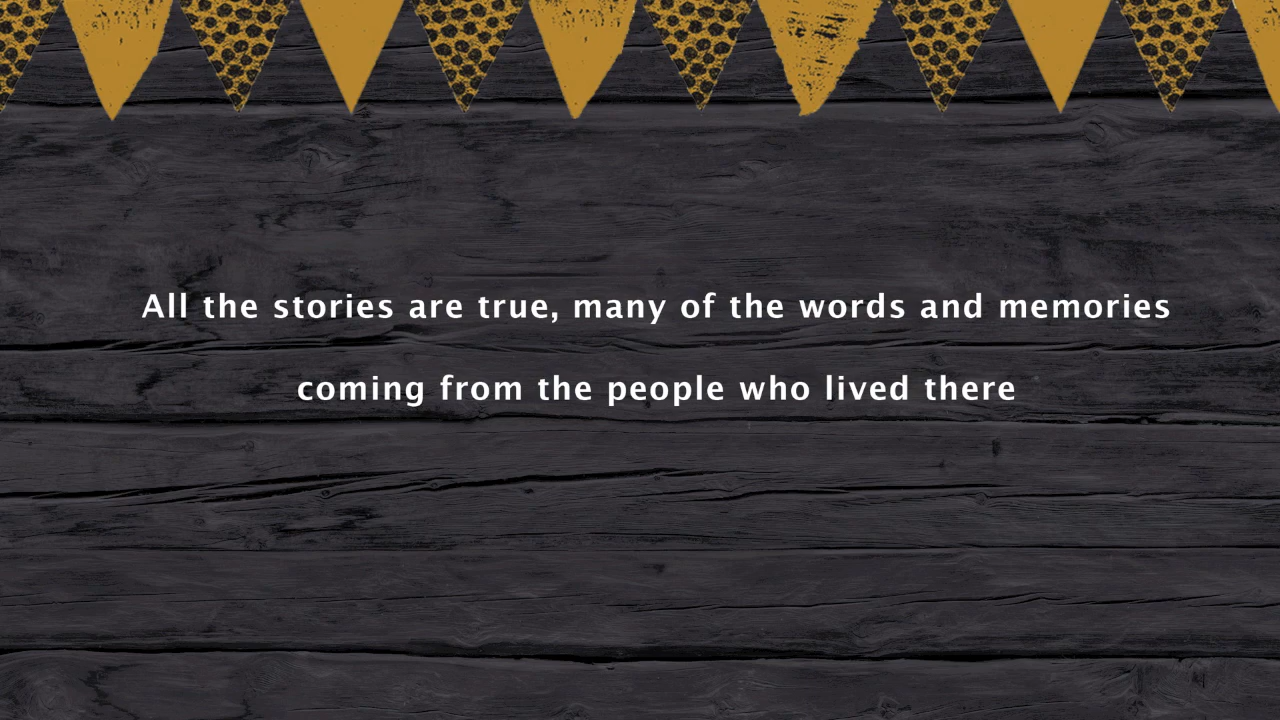 All the stories are true, many of the words and memories
coming from the people who lived there